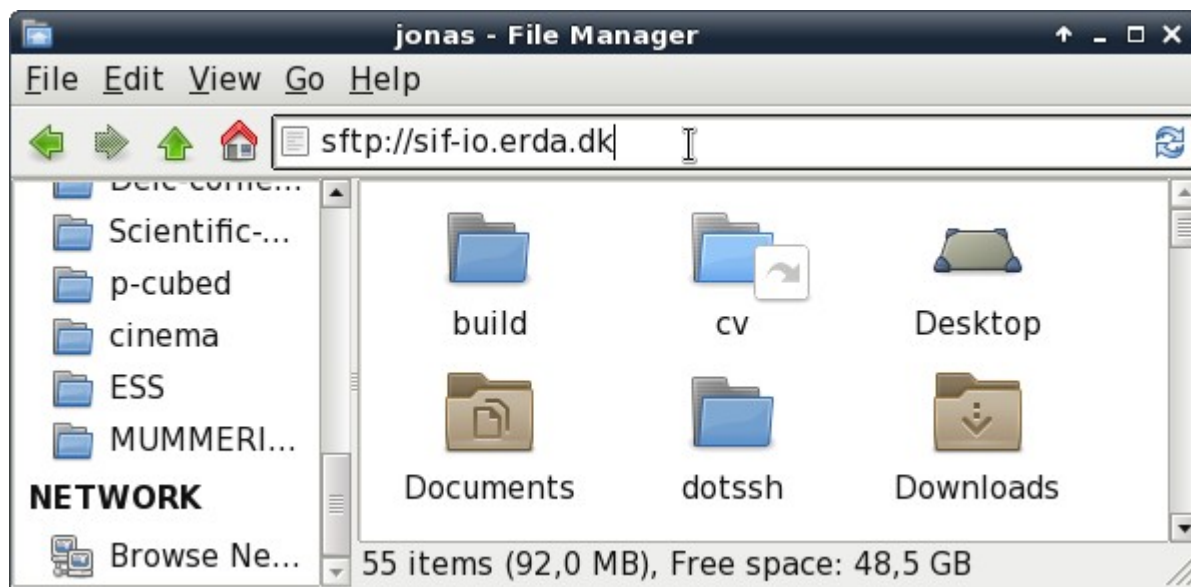 jonas - File Manager
File Edit View Go Help
sftp://sif-io.erda.dk
Scientific-...
p-cubed
cinema
ESS
MUMMERI...
NETWORK
Browse Ne...
build
cv
Desktop
Documents
dotssh
Downloads
55 items (92,0 MB), Free space: 48,5 GB